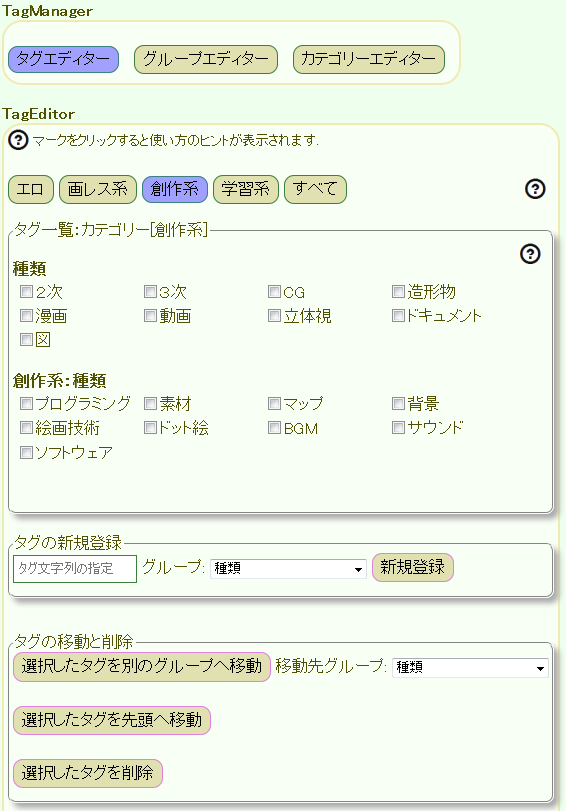 TagManager
タグエディター グループエディター カテゴリーエディター
TagEditor
? マークをクリックすると使い方のヒントが表示されます.
エロ 画レス系 創作系 学習系 すべて ?
タグ一覧:カテゴリー[創作系]
?
種類
２次 ３次 CG 造形物
漫画 動画 立体視 ドキュメント
図
創作系：種類
プログラミング 素材 マップ 背景
絵画技術 ドット絵 BGM サウンド
ソフトウェア
タグの新規登録
タグ文字列の指定 グループ: 種類 新規登録
タグの移動と削除
選択したタグを別のグループへ移動 移動先グループ: 種類
選択したタグを先頭へ移動
選択したタグを削除